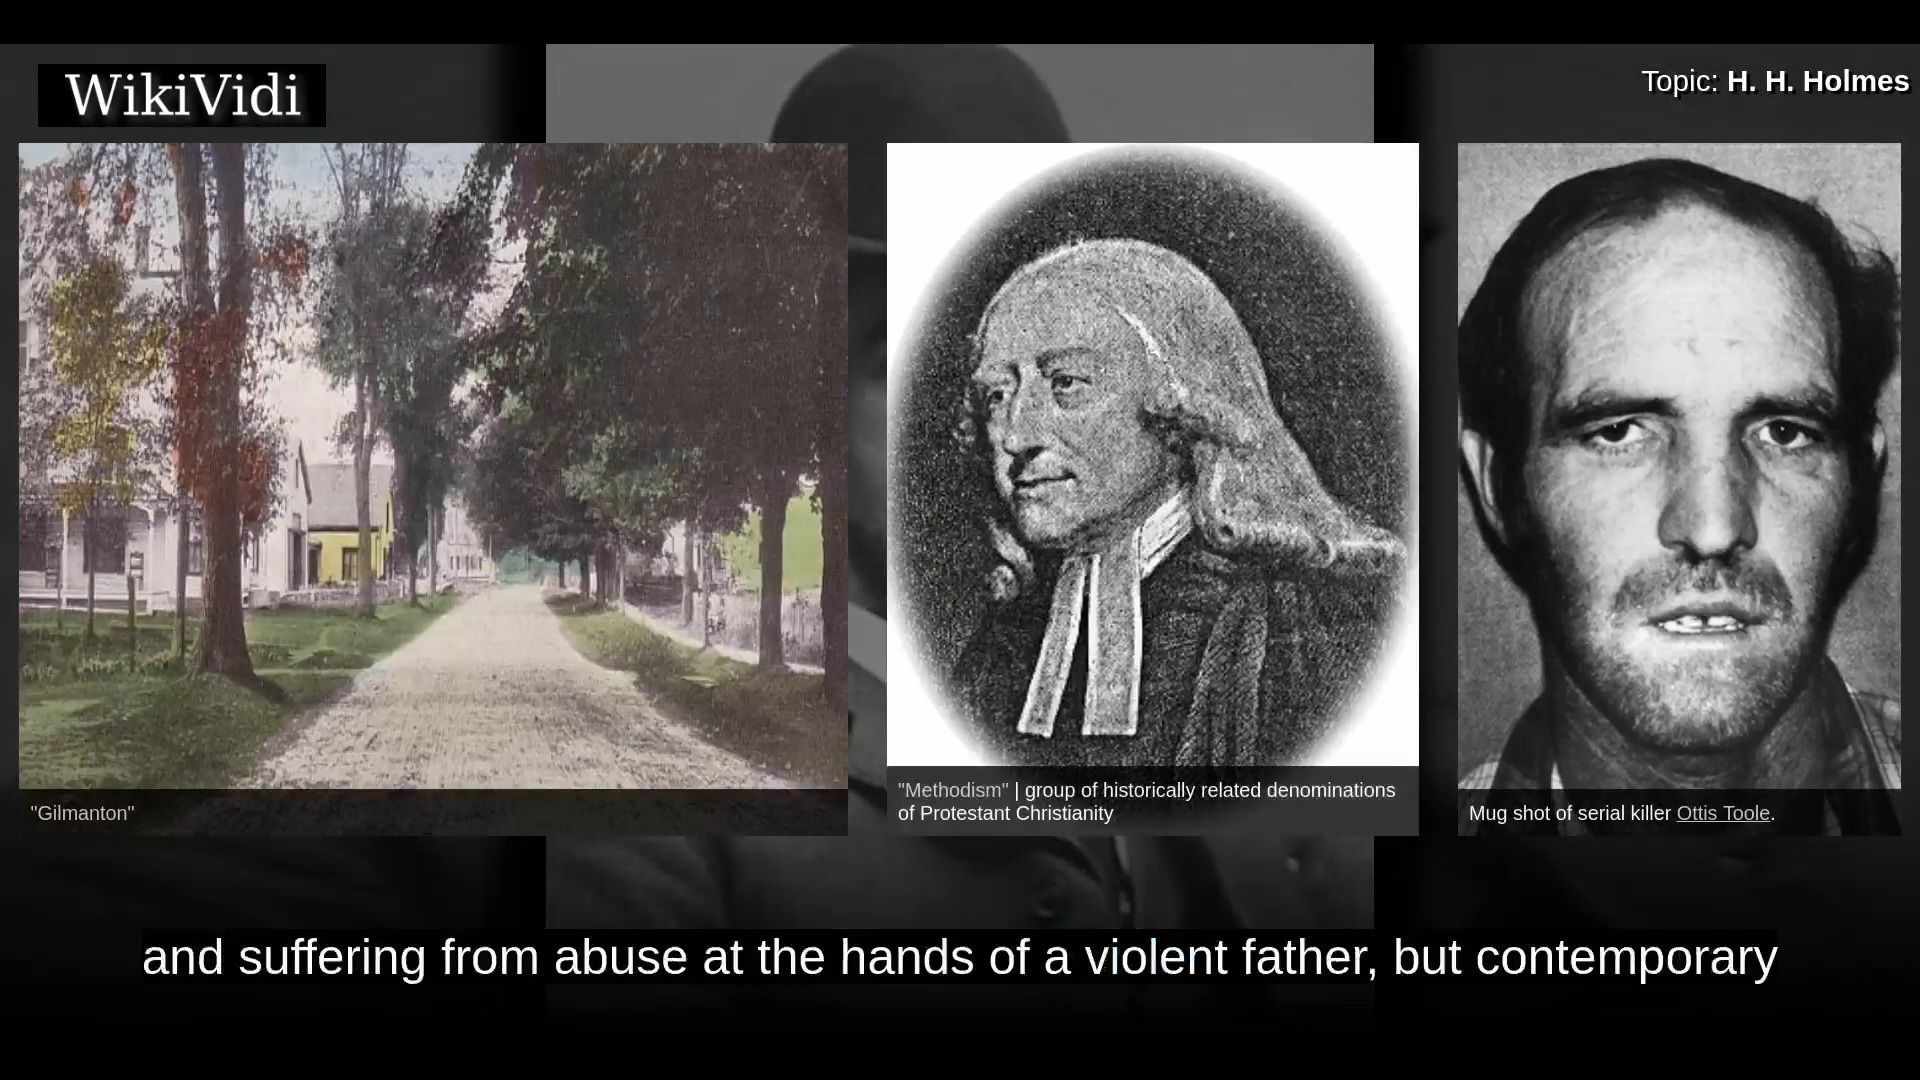 WikiVidi
Topic: H. H. Holmes
"Gilmanton"
"Methodism" | group of historically related denominations
of Protestant Christianity
Mug shot of serial killer Ottis Toole.
and suffering from abuse at the hands of a violent father, but contemporary